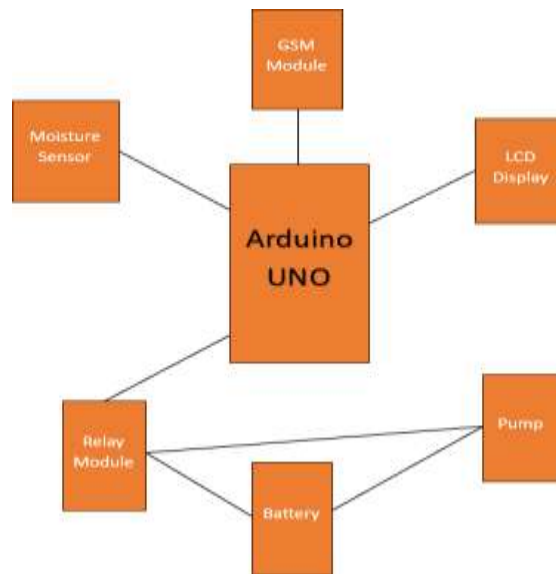 GSM
Module
Moisture
Sensor
LCD
Display
Arduino
UNO
Relay
Module
Pump
Battery